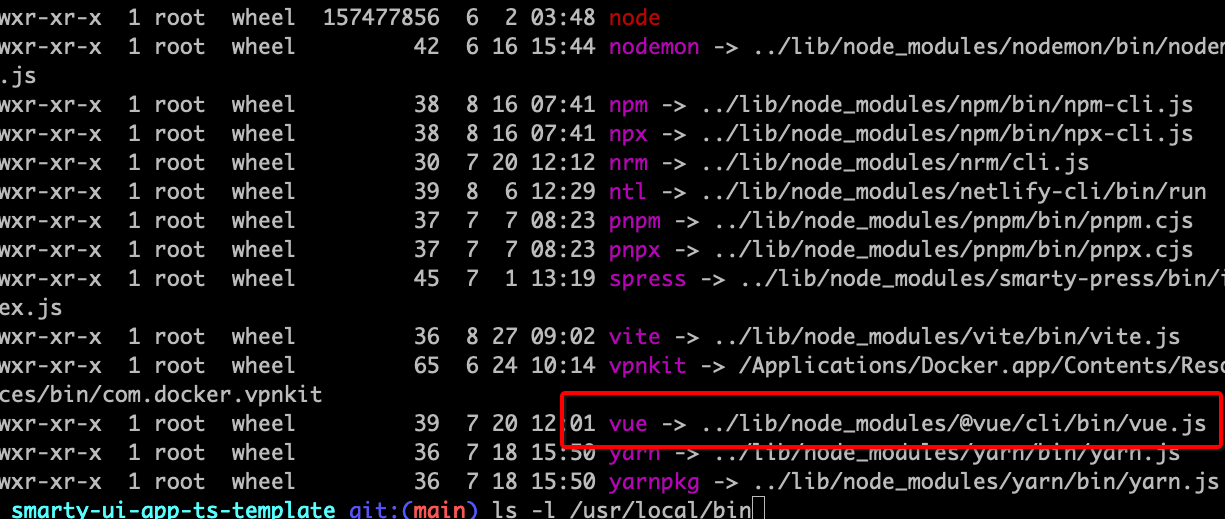 wxr-xr-x  1 root  wheel  157477856  6  2 03:48 node
wxr-xr-x  1 root  wheel         42  6 16 15:44 nodemon -> ../lib/node_modules/nodemon/bin/nodem
.js
wxr-xr-x  1 root  wheel         38  8 16 07:41 npm -> ../lib/node_modules/npm/bin/npm-cli.js
wxr-xr-x  1 root  wheel         38  8 16 07:41 npx -> ../lib/node_modules/npm/bin/npx-cli.js
wxr-xr-x  1 root  wheel         30  7 20 12:12 nrm -> ../lib/node_modules/nrm/cli.js
wxr-xr-x  1 root  wheel         39  8  6 12:29 ntl -> ../lib/node_modules/netlify-cli/bin/run
wxr-xr-x  1 root  wheel         37  7  7 08:23 pnpm -> ../lib/node_modules/pnpm/bin/pnpm.cjs
wxr-xr-x  1 root  wheel         37  7  7 08:23 pnpx -> ../lib/node_modules/pnpm/bin/pnpx.cjs
wxr-xr-x  1 root  wheel         45  7  1 13:19 spress -> ../lib/node_modules/smarty-press/bin/i
ex.js
wxr-xr-x  1 root  wheel         36  8 27 09:02 vite -> ../lib/node_modules/vite/bin/vite.js
wxr-xr-x  1 root  wheel         65  6 24 10:14 vpnkit -> /Applications/Docker.app/Contents/Reso
ces/bin/com.docker.vpnkit
wxr-xr-x  1 root  wheel         39  7 20 12:01 vue -> ../lib/node_modules/@vue/cli/bin/vue.js
wxr-xr-x  1 root  wheel         36  7 18 15:50 yarn -> ../lib/node_modules/yarn/bin/yarn.js
wxr-xr-x  1 root  wheel         36  7 18 15:50 yarnpkg -> ../lib/node_modules/yarn/bin/yarn.js
smarty-ui-app-ts-template git:(main) ls -l /usr/local/bin